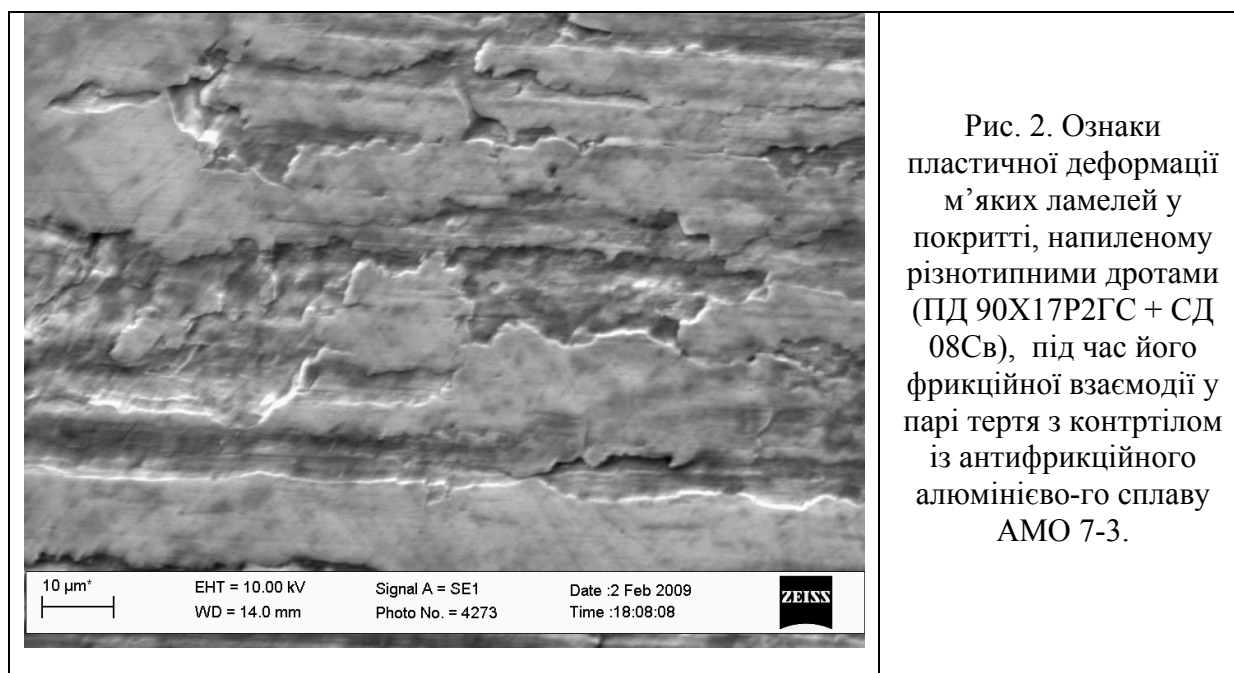 Рис. 2. Ознаки
пластичної деформації
м’яких ламелей у
покритті, напиленому
різнотипними дротами
(ПД 90Х17Р2ГС + СД
08Св), під час його
фрикційної взаємодії у
парі тертя з контртілом
із антифрикційного
алюмінієво-го сплаву
АМО 7-3.
10 µm*
EHT = 10.00 kV
WD = 14.0 mm
Signal A = SE1
Photo No. = 4273
Date :2 Feb 2009
Time :18:08:08
ZEISS